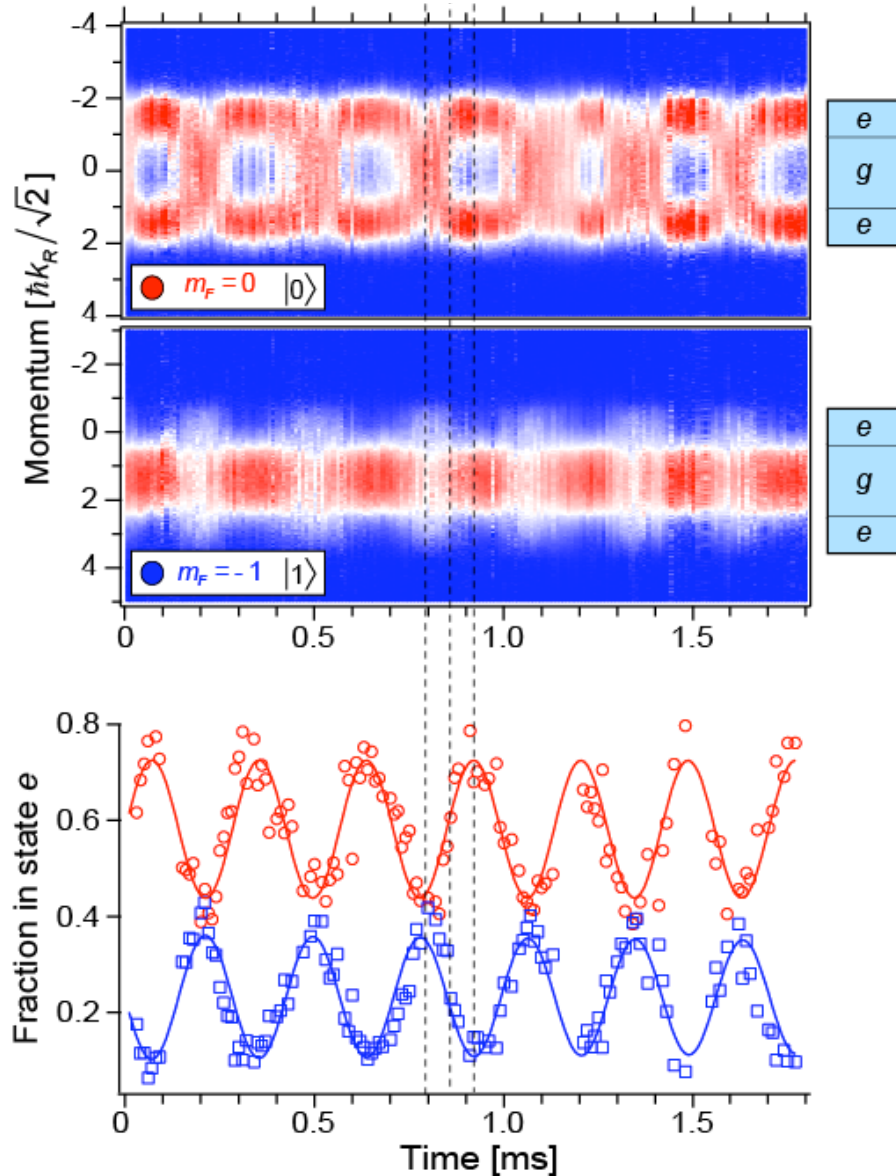 -4
-2
0
2
4
m_F = 0 |0⟩
e
g
e
Momentum [ℏk_R/√2]
-2
0
2
4
m_F = - 1 |1⟩
e
g
e
0
0.5
1.0
1.5
0.8
0.6
0.4
0.2
Fraction in state e
0
0.5
1.0
1.5
Time [ms]